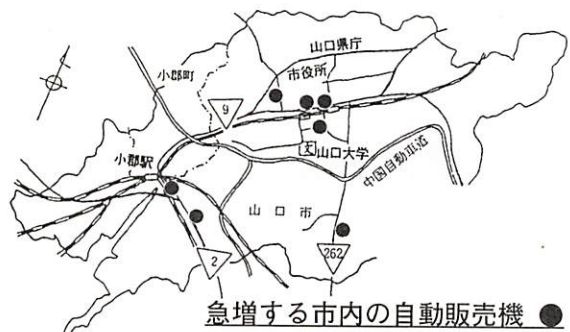 山口県庁
市役所
小郡町
9
文
山口大学
中国自動車道
小郡駅
山口市
2
262
急増する市内の自動販売機